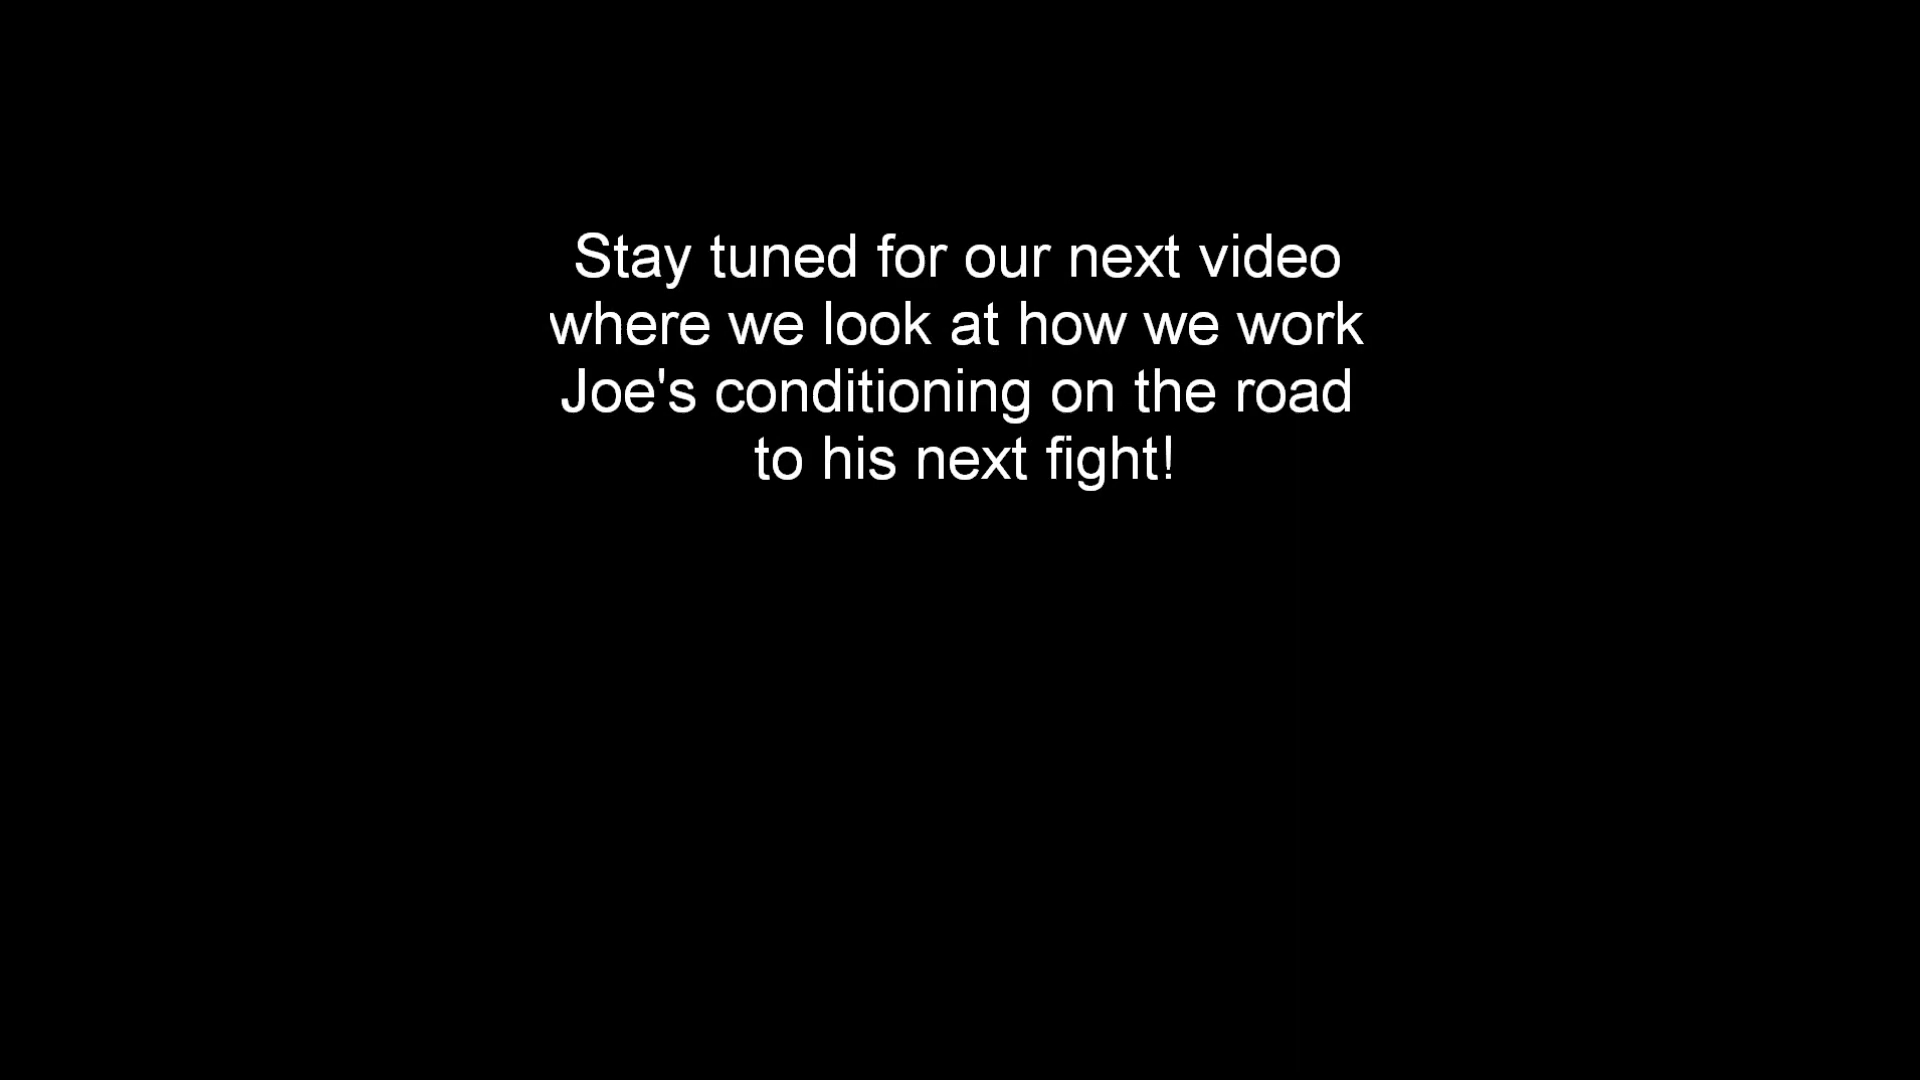 Stay tuned for our next video
where we look at how we work
Joe's conditioning on the road
to his next fight!